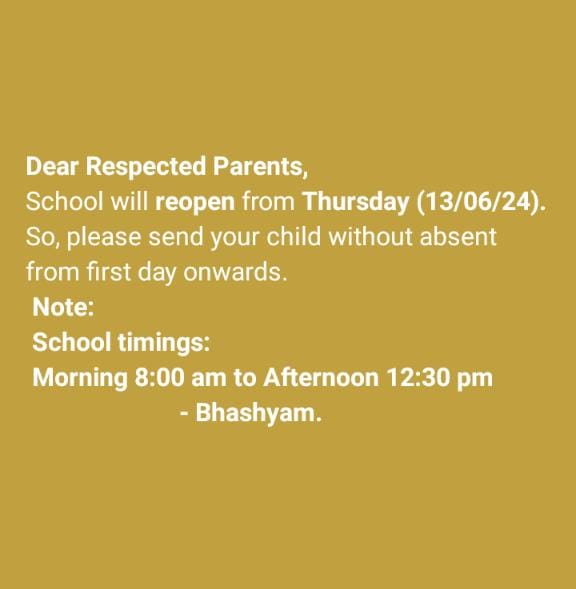 Dear Respected Parents,
School will reopen from Thursday (13/06/24).
So, please send your child without absent
from first day onwards.
Note:
School timings:
Morning 8:00 am to Afternoon 12:30 pm
- Bhashyam.